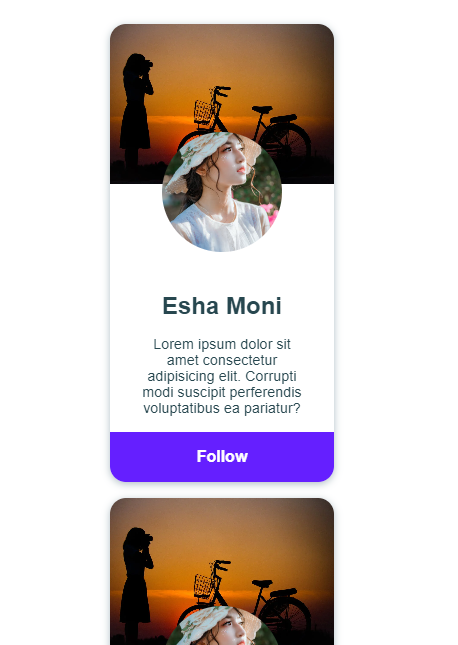 Esha Moni
Lorem ipsum dolor sit
amet consectetur
adipisicing elit. Corrupti
modi suscipit perferendis
voluptatibus ea pariatur?
Follow